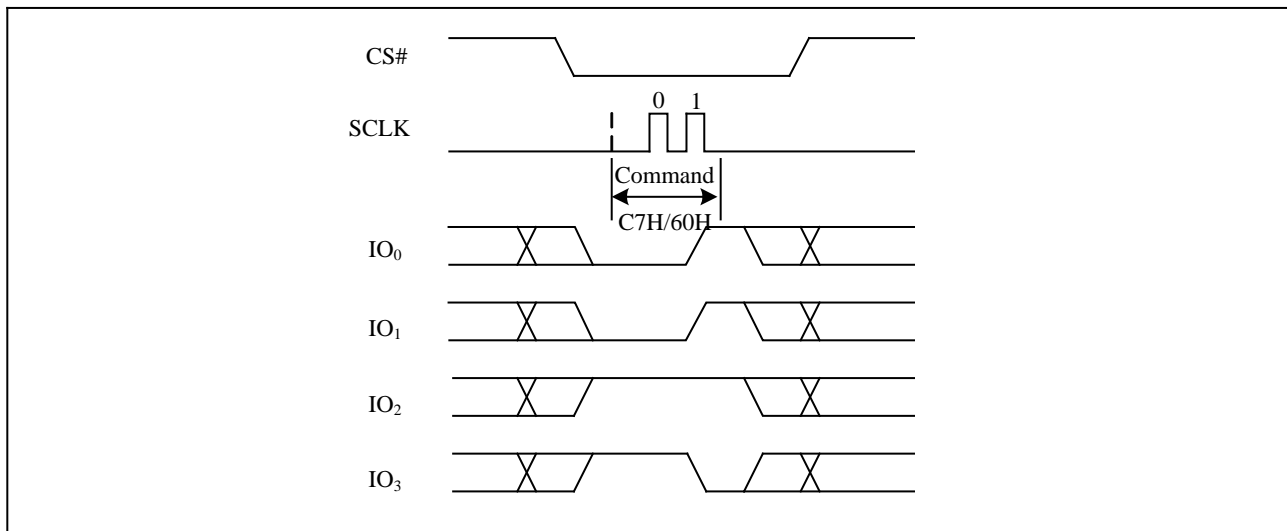 CS#
0 1
SCLK
Command
C7H/60H
IO₀
IO₁
IO₂
IO₃